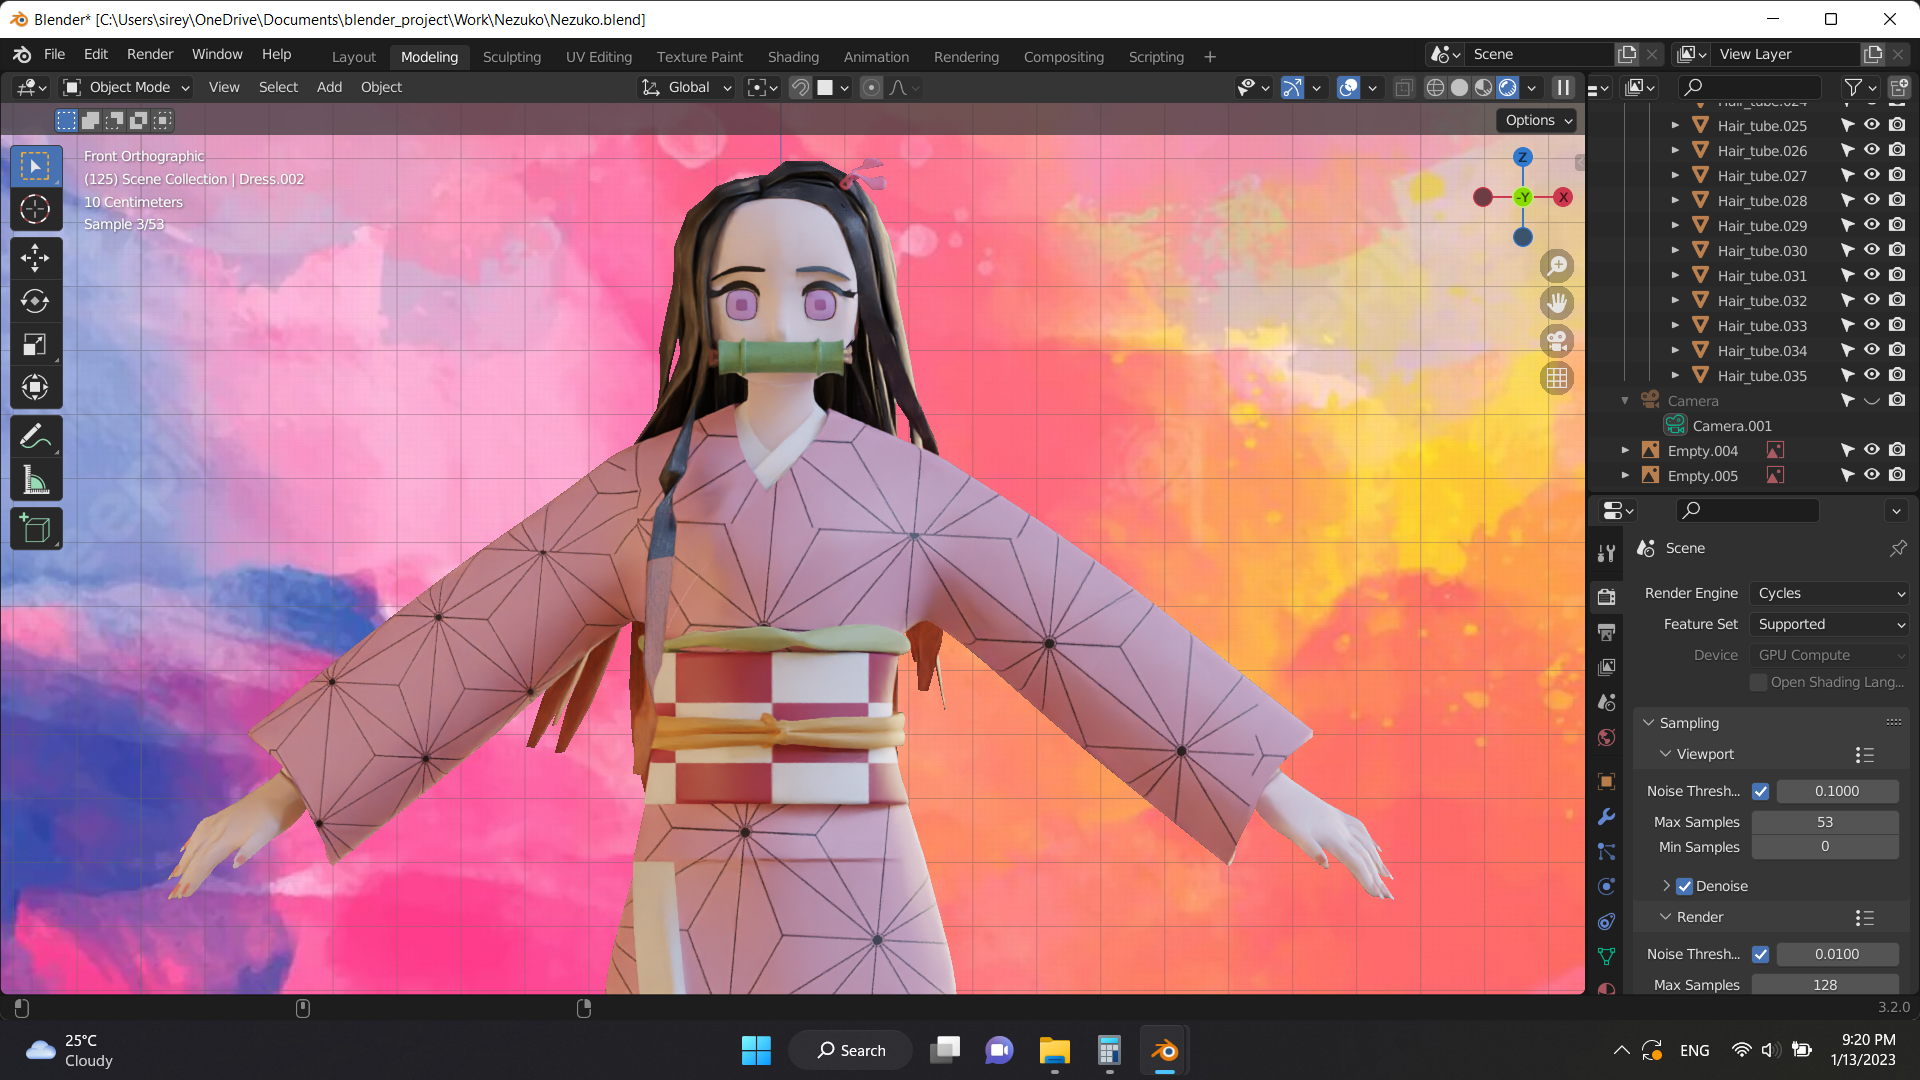 Blender* [C:\Users\sirey\OneDrive\Documents\blender_project\Work\Nezuko\Nezuko.blend]
File Edit Render Window Help Layout Modeling Sculpting UV Editing Texture Paint Shading Animation Rendering Compositing Scripting Scene View Layer
Object Mode View Select Add Object Global
Options
Front Orthographic
(125) Scene Collection | Dress.002
10 Centimeters
Sample 3/53
Z
-Y
X
Hair_tube.024
Hair_tube.025
Hair_tube.026
Hair_tube.027
Hair_tube.028
Hair_tube.029
Hair_tube.030
Hair_tube.031
Hair_tube.032
Hair_tube.033
Hair_tube.034
Hair_tube.035
Camera
Camera.001
Empty.004
Empty.005
Scene
Render Engine Cycles
Feature Set Supported
Device GPU Compute
Open Shading Lang...
Sampling
Viewport
Noise Thresh... 0.1000
Max Samples 53
Min Samples 0
Denoise
Render
Noise Thresh... 0.0100
Max Samples 128
3.2.0
25°C
Cloudy
Search
ENG
9:20 PM
1/13/2023